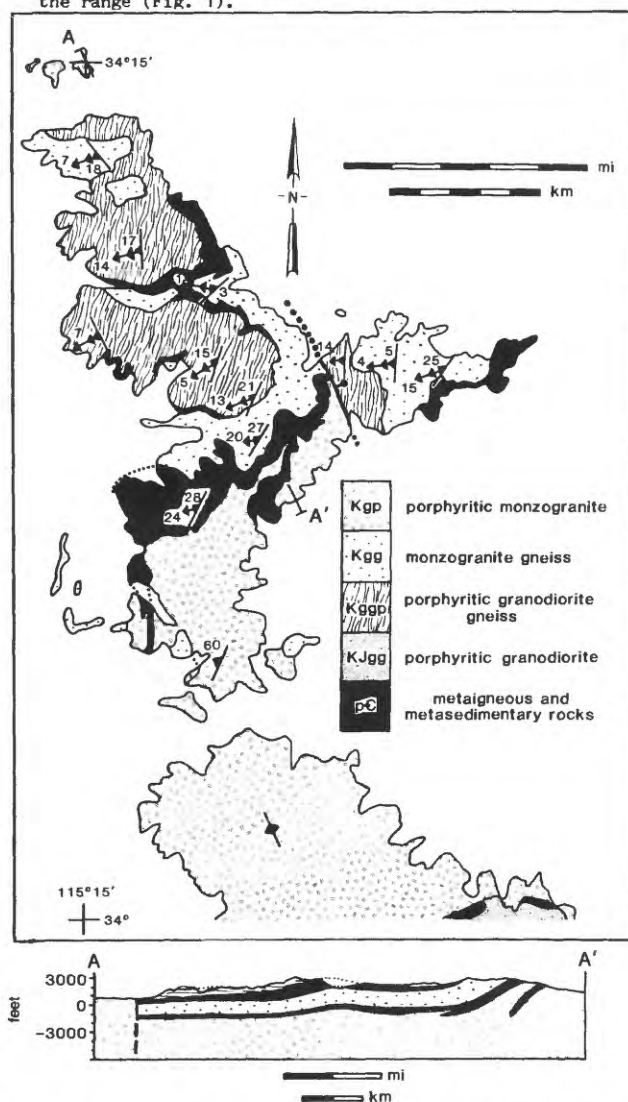 the range (Fig. 1).
A
34°15'
mi
km
-N-
7
18
17
14
1
3
7
15
5
13
21
20
27
28
24
14
4
5
15
25
A'
60
Kgp porphyritic monzogranite
Kgg monzogranite gneiss
Kggp porphyritic granodiorite gneiss
KJgg porphyritic granodiorite
p-C metaigneous and metasedimentary rocks
115°15'
34°
A
A'
feet
3000
0
-3000
mi
km